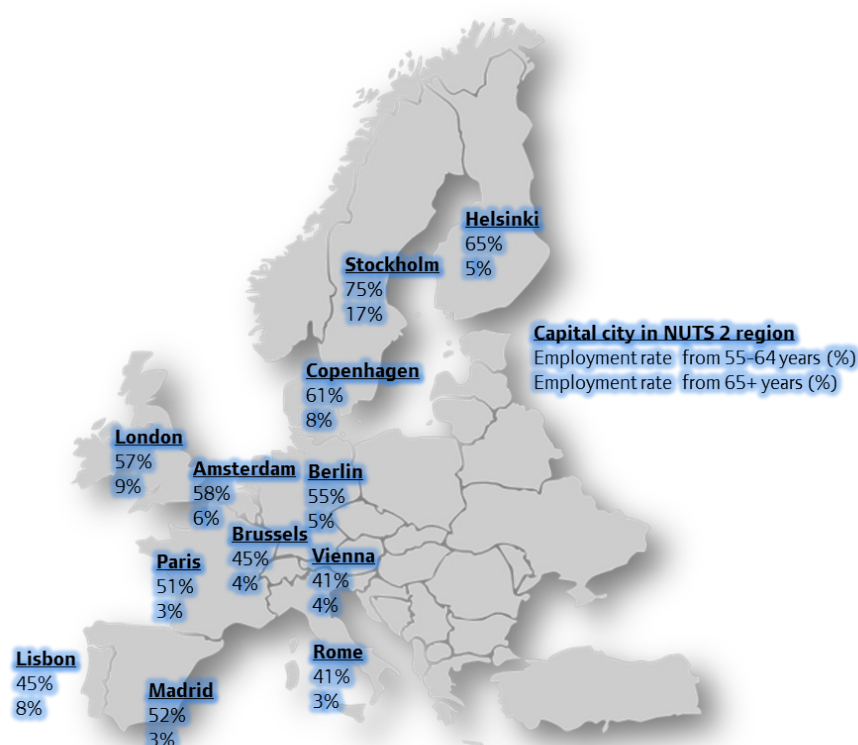 Helsinki
65%
5%
Stockholm
75%
17%
Capital city in NUTS 2 region
Employment rate from 55-64 years (%)
Employment rate from 65+ years (%)
Copenhagen
61%
8%
London
57%
9%
Amsterdam
58%
6%
Berlin
55%
5%
Brussels
45%
4%
Vienna
41%
4%
Paris
51%
3%
Rome
41%
3%
Lisbon
45%
8%
Madrid
52%
3%